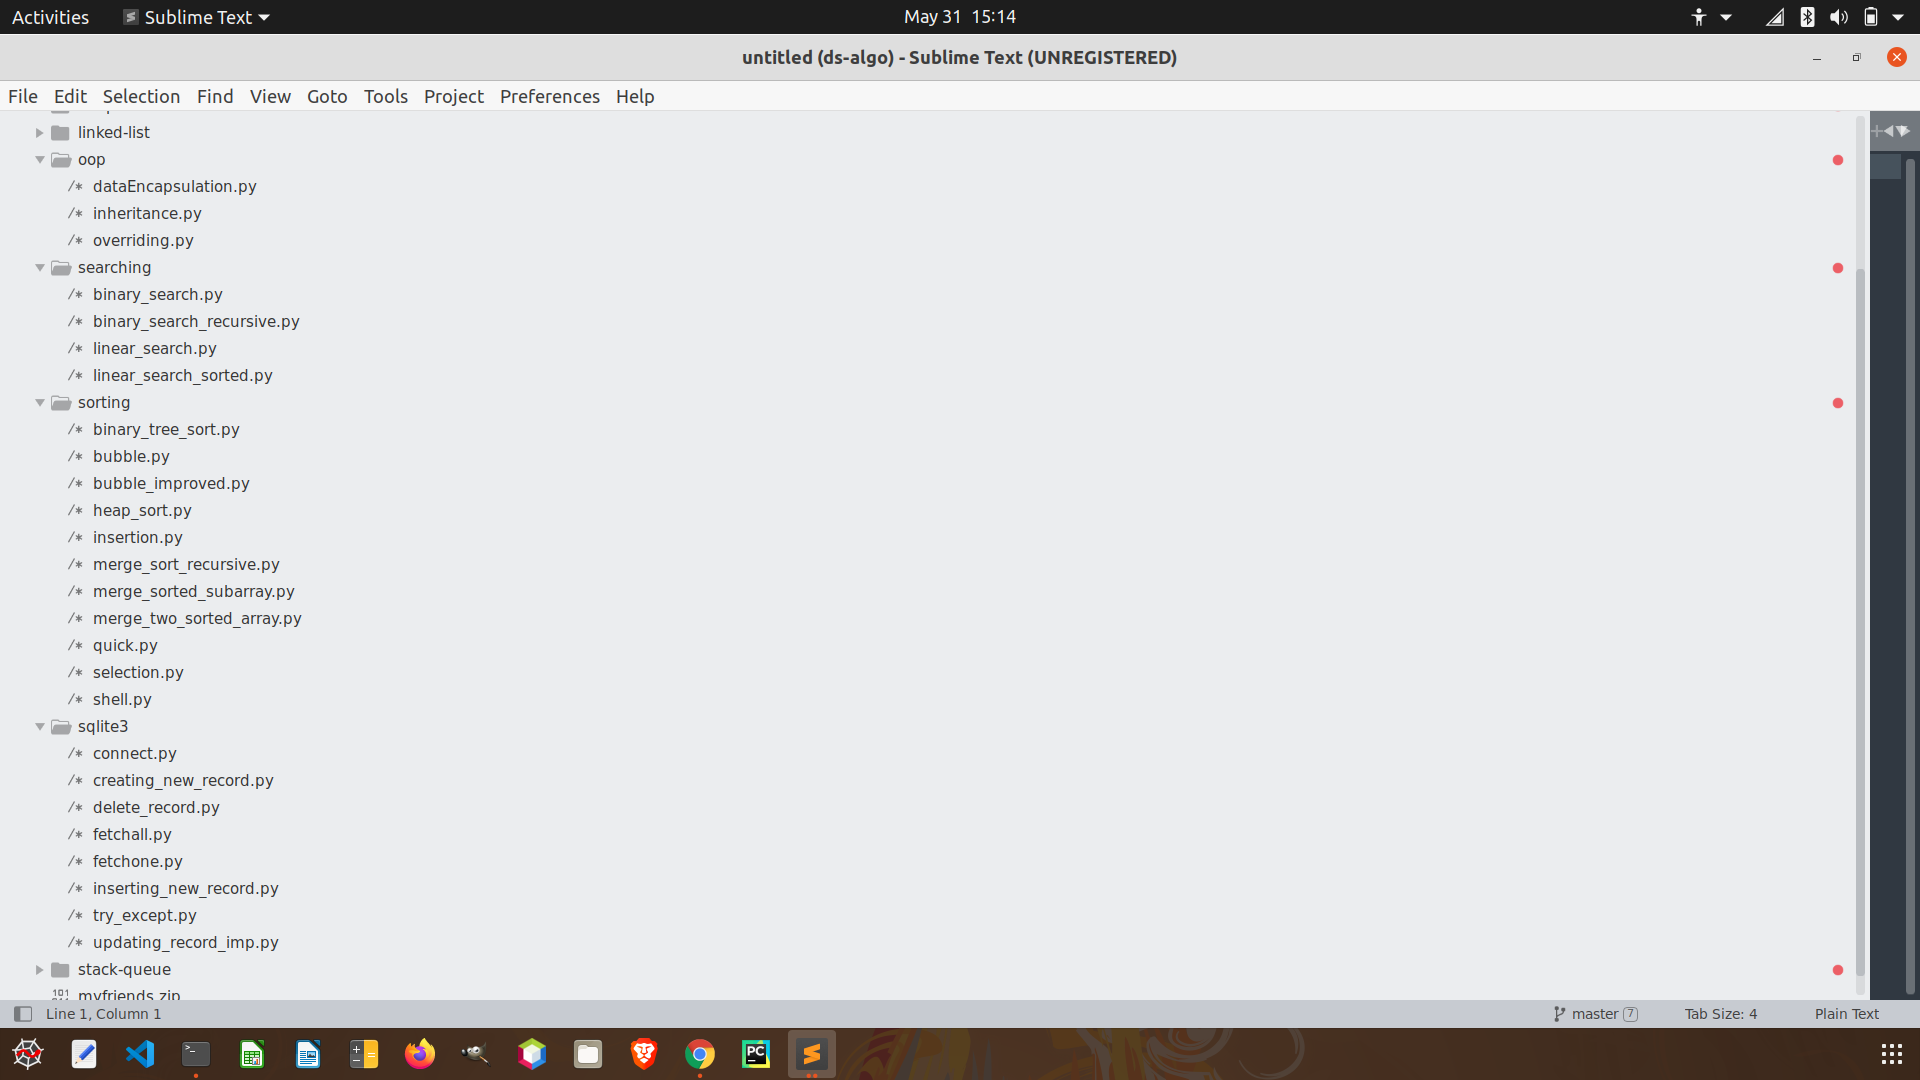 Activities Sublime Text May 31 15:14
untitled (ds-algo) - Sublime Text (UNREGISTERED)
File Edit Selection Find View Goto Tools Project Preferences Help
linked-list
oop
/* dataEncapsulation.py
/* inheritance.py
/* overriding.py
searching
/* binary_search.py
/* binary_search_recursive.py
/* linear_search.py
/* linear_search_sorted.py
sorting
/* binary_tree_sort.py
/* bubble.py
/* bubble_improved.py
/* heap_sort.py
/* insertion.py
/* merge_sort_recursive.py
/* merge_sorted_subarray.py
/* merge_two_sorted_array.py
/* quick.py
/* selection.py
/* shell.py
sqlite3
/* connect.py
/* creating_new_record.py
/* delete_record.py
/* fetchall.py
/* fetchone.py
/* inserting_new_record.py
/* try_except.py
/* updating_record_imp.py
stack-queue
myfriends.zip
Line 1, Column 1 master 7 Tab Size: 4 Plain Text
PC